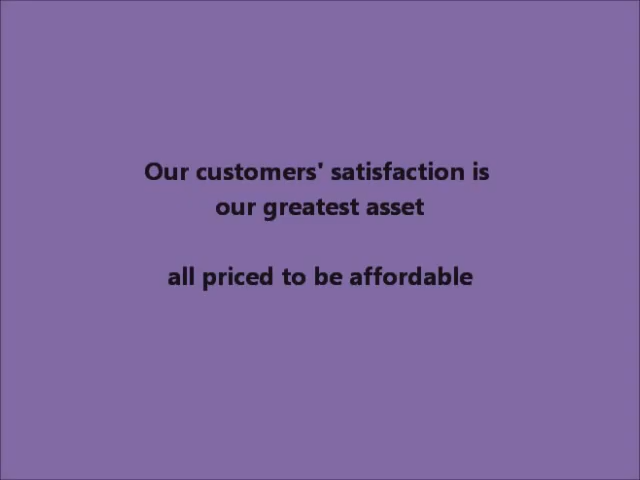 Our customers' satisfaction is
our greatest asset
all priced to be affordable